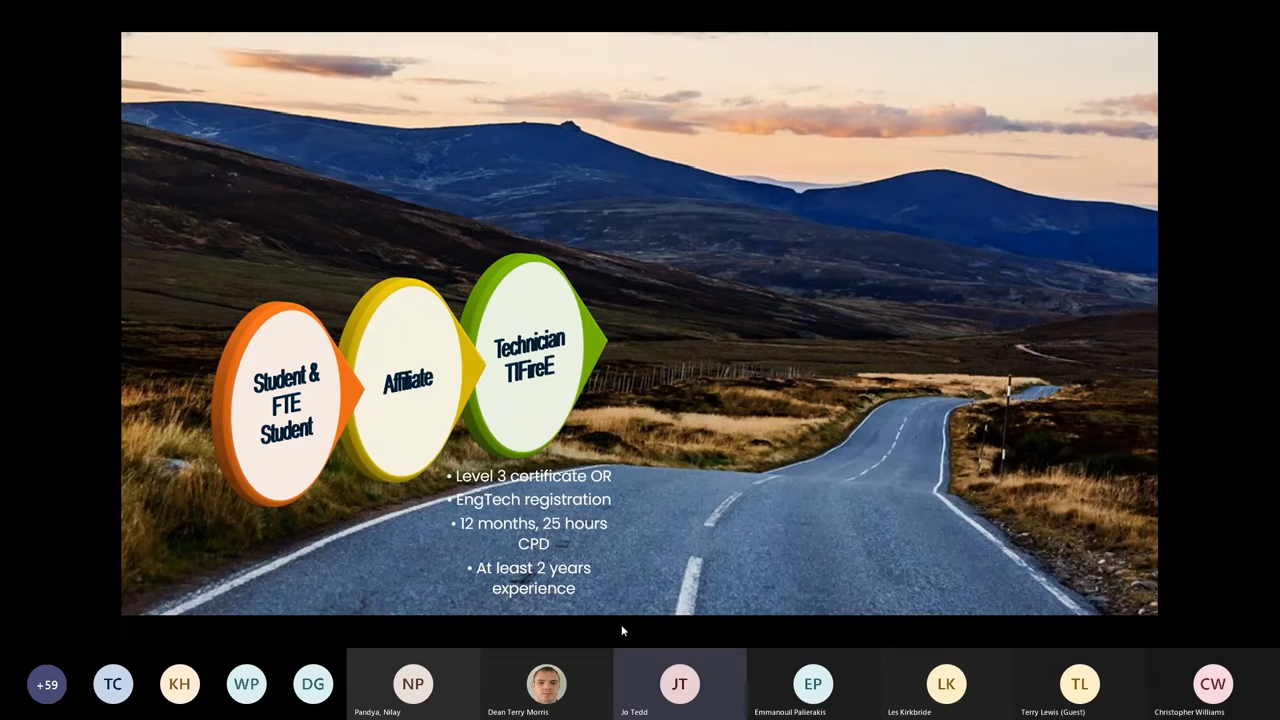 Student &
FTE
Student
Affiliate
Technician
TIFireE
• Level 3 certificate OR
• EngTech registration
• 12 months, 25 hours
CPD
• At least 2 years
experience
+59
TC
KH
WP
DG
NP
JT
EP
LK
TL
CW
Pandya, Nilay
Dean Terry Morris
Jo Tedd
Emmanouil Palierakis
Les Kirkbride
Terry Lewis (Guest)
Christopher Williams